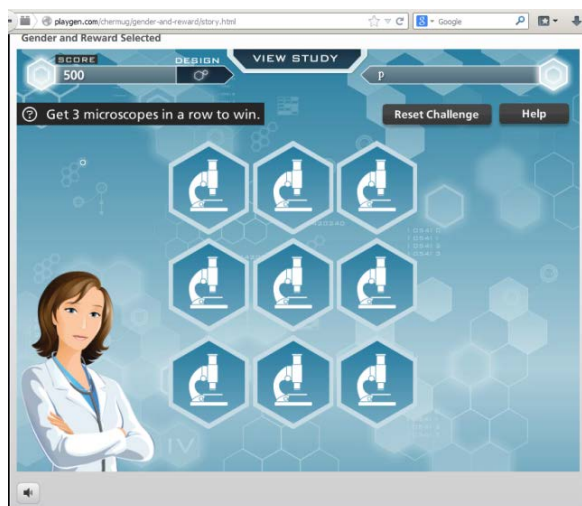 playgen.com/chermug/gender-and-reward/story.html
Google
Gender and Reward Selected
SCORE
500
DESIGN
VIEW STUDY
P
? Get 3 microscopes in a row to win.
Reset Challenge
Help
IV